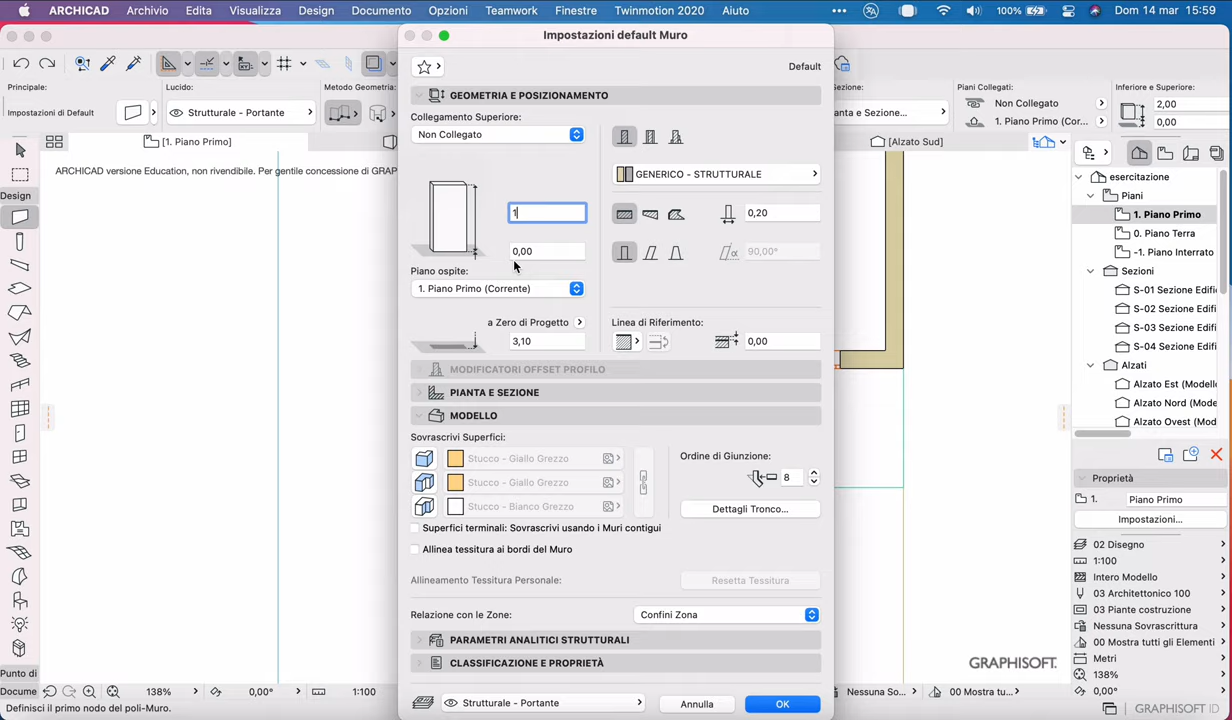 ARCHICAD Archivio Edita Visualizza Design Documento Opzioni Teamwork Finestre Twinmotion 2020 Aiuto ••• 100% Dom 14 mar 15:59
Impostazioni default Muro
Default
Principale:
Lucido:
Metodo Geometria:
Sezione:
Piani Collegati:
Inferiore e Superiore:
Impostazioni di Default
Strutturale - Portante
anta e Sezione...
Non Collegato
1. Piano Primo (Cor...
2,00
0,00
[1. Piano Primo]
[Alzato Sud]
ARCHICAD versione Education, non rivendibile. Per gentile concessione di GRAP
Design
GEOMETRIA E POSIZIONAMENTO
Collegamento Superiore:
Non Collegato
1
0,00
Piano ospite:
1. Piano Primo (Corrente)
a Zero di Progetto
3,10
GENERICO - STRUTTURALE
0,20
α
90,00°
Linea di Riferimento:
0,00
MODIFICATORI OFFSET PROFILO
PIANTA E SEZIONE
MODELLO
Sovrascrivi Superfici:
Stucco - Giallo Grezzo
Stucco - Giallo Grezzo
Stucco - Bianco Grezzo
Ordine di Giunzione:
8
Dettagli Tronco...
Superfici terminali: Sovrascrivi usando i Muri contigui
Allinea tessitura ai bordi del Muro
Allineamento Tessitura Personale:
Resetta Tessitura
Relazione con le Zone:
Confini Zona
PARAMETRI ANALITICI STRUTTURALI
CLASSIFICAZIONE E PROPRIETÀ
Strutturale - Portante
Annulla
OK
esercitazione
Piani
1. Piano Primo
0. Piano Terra
-1. Piano Interrato
Sezioni
S-01 Sezione Edifi
S-02 Sezione Edifi
S-03 Sezione Edifi
S-04 Sezione Edifi
Alzati
Alzato Est (Modell
Alzato Nord (Mode
Alzato Ovest (Mod
Proprietà
1.
Piano Primo
Impostazioni...
02 Disegno
1:100
Intero Modello
03 Architettonico 100
03 Piante costruzione
Nessuna Sovrascrittura
00 Mostra tutti gli Elementi
Metri
138%
0,00°
GRAPHISOFT.
Punto di
Docume
138%
0,00°
1:100
Nessuna So...
00 Mostra tu...
Definisci il primo nodo del poli-Muro.
GRAPHISOFT ID